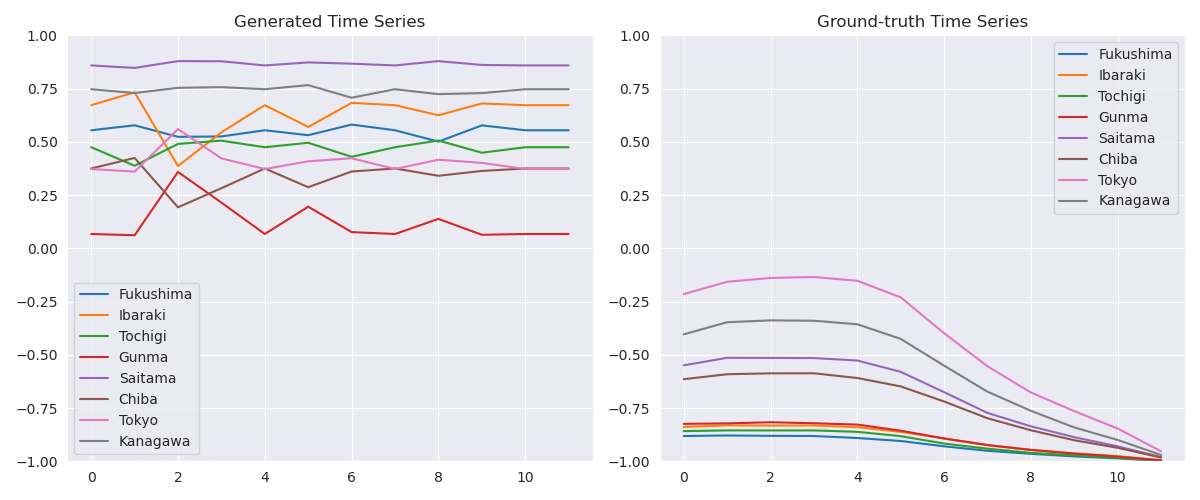 Generated Time Series
1.00
0.75
0.50
0.25
0.00
−0.25
−0.50
−0.75
−1.00
Fukushima
Ibaraki
Tochigi
Gunma
Saitama
Chiba
Tokyo
Kanagawa
0 2 4 6 8 10
Ground-truth Time Series
1.00
0.75
0.50
0.25
0.00
−0.25
−0.50
−0.75
−1.00
Fukushima
Ibaraki
Tochigi
Gunma
Saitama
Chiba
Tokyo
Kanagawa
0 2 4 6 8 10